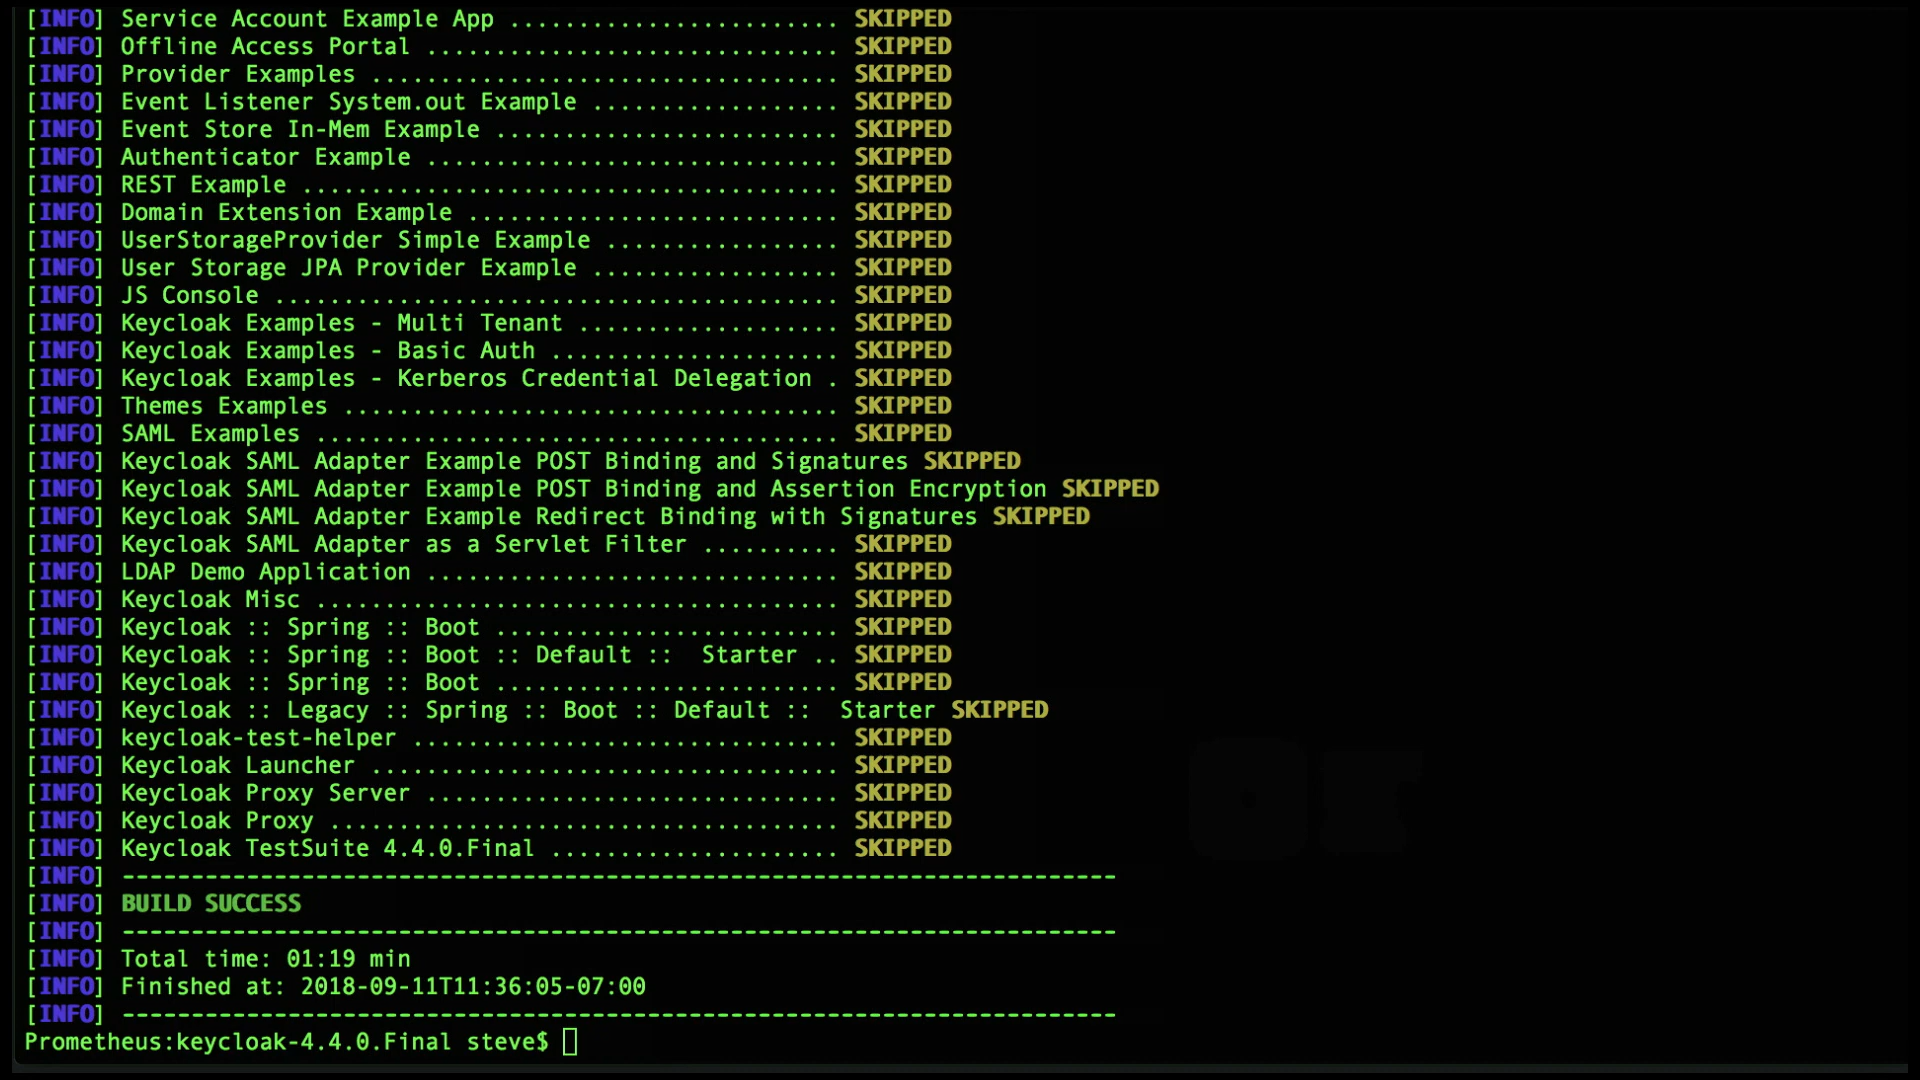 [INFO] Service Account Example App ........................ SKIPPED
[INFO] Offline Access Portal .............................. SKIPPED
[INFO] Provider Examples .................................. SKIPPED
[INFO] Event Listener System.out Example .................. SKIPPED
[INFO] Event Store In-Mem Example ......................... SKIPPED
[INFO] Authenticator Example .............................. SKIPPED
[INFO] REST Example ....................................... SKIPPED
[INFO] Domain Extension Example ........................... SKIPPED
[INFO] UserStorageProvider Simple Example ................. SKIPPED
[INFO] User Storage JPA Provider Example .................. SKIPPED
[INFO] JS Console ......................................... SKIPPED
[INFO] Keycloak Examples - Multi Tenant ................... SKIPPED
[INFO] Keycloak Examples - Basic Auth ..................... SKIPPED
[INFO] Keycloak Examples - Kerberos Credential Delegation . SKIPPED
[INFO] Themes Examples .................................... SKIPPED
[INFO] SAML Examples ...................................... SKIPPED
[INFO] Keycloak SAML Adapter Example POST Binding and Signatures SKIPPED
[INFO] Keycloak SAML Adapter Example POST Binding and Assertion Encryption SKIPPED
[INFO] Keycloak SAML Adapter Example Redirect Binding with Signatures SKIPPED
[INFO] Keycloak SAML Adapter as a Servlet Filter .......... SKIPPED
[INFO] LDAP Demo Application .............................. SKIPPED
[INFO] Keycloak Misc ...................................... SKIPPED
[INFO] Keycloak :: Spring :: Boot ......................... SKIPPED
[INFO] Keycloak :: Spring :: Boot :: Default ::  Starter .. SKIPPED
[INFO] Keycloak :: Spring :: Boot ......................... SKIPPED
[INFO] Keycloak :: Legacy :: Spring :: Boot :: Default ::  Starter SKIPPED
[INFO] keycloak-test-helper ............................... SKIPPED
[INFO] Keycloak Launcher .................................. SKIPPED
[INFO] Keycloak Proxy Server .............................. SKIPPED
[INFO] Keycloak Proxy ..................................... SKIPPED
[INFO] Keycloak TestSuite 4.4.0.Final ..................... SKIPPED
[INFO] ------------------------------------------------------------------------
[INFO] BUILD SUCCESS
[INFO] ------------------------------------------------------------------------
[INFO] Total time: 01:19 min
[INFO] Finished at: 2018-09-11T11:36:05-07:00
[INFO] ------------------------------------------------------------------------
Prometheus:keycloak-4.4.0.Final steve$